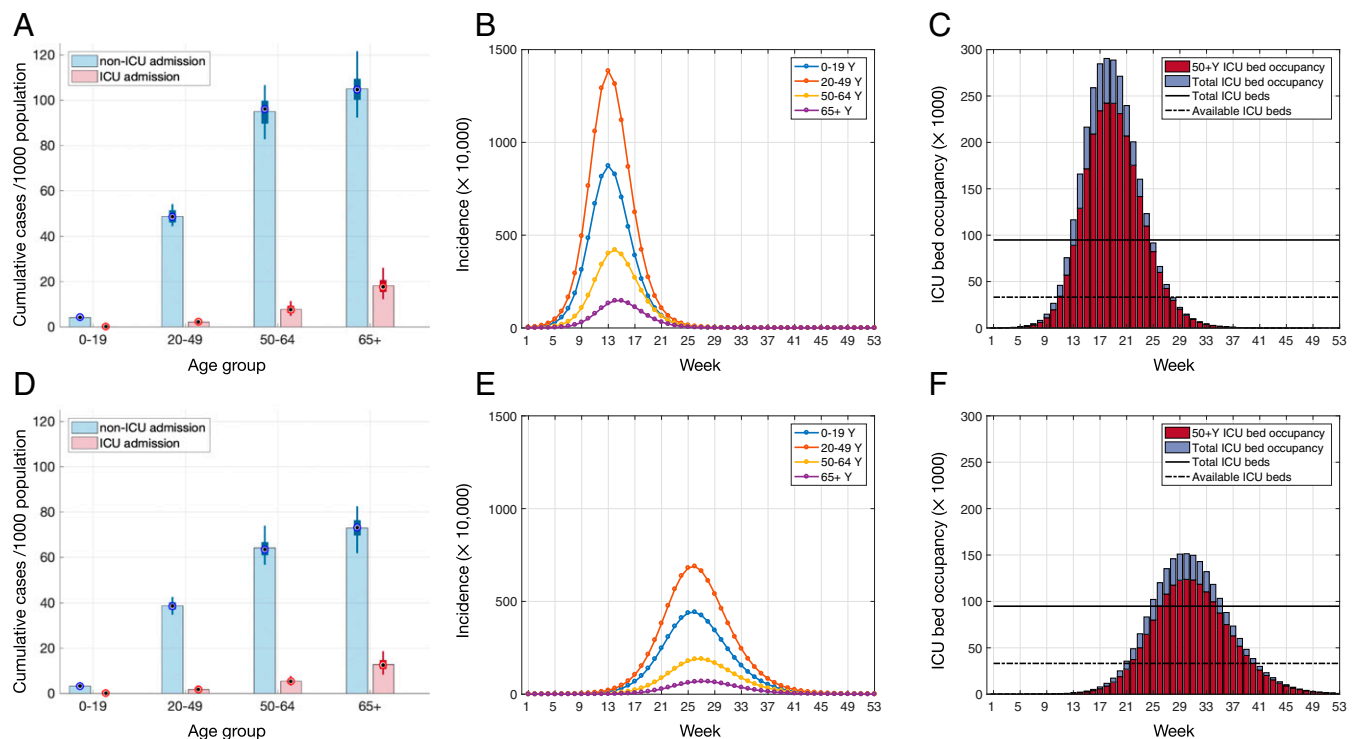 A
Cumulative cases /1000 population
120
100
80
60
40
20
0
non-ICU admission
ICU admission
0-19
20-49
50-64
65+
Age group
B
Incidence (× 10,000)
1500
1000
500
0
0-19 Y
20-49 Y
50-64 Y
65+ Y
1 5 9 13 17 21 25 29 33 37 41 45 49 53
Week
C
ICU bed occupancy (× 1000)
300
250
200
150
100
50
0
50+Y ICU bed occupancy
Total ICU bed occupancy
Total ICU beds
Available ICU beds
1 5 9 13 17 21 25 29 33 37 41 45 49 53
Week
D
Cumulative cases /1000 population
120
100
80
60
40
20
0
non-ICU admission
ICU admission
0-19
20-49
50-64
65+
Age group
E
Incidence (× 10,000)
1500
1000
500
0
0-19 Y
20-49 Y
50-64 Y
65+ Y
1 5 9 13 17 21 25 29 33 37 41 45 49 53
Week
F
ICU bed occupancy (× 1000)
300
250
200
150
100
50
0
50+Y ICU bed occupancy
Total ICU bed occupancy
Total ICU beds
Available ICU beds
1 5 9 13 17 21 25 29 33 37 41 45 49 53
Week